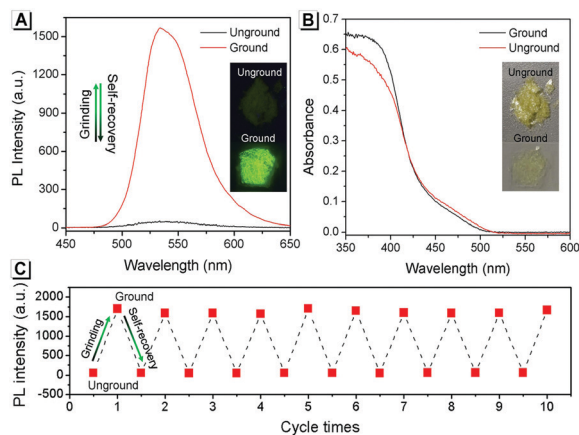 A
PL Intensity (a.u.)
1500
1200
900
600
300
0
450
500
550
600
650
Wavelength (nm)
Unground
Ground
Grinding
Self-recovery
Unground
Ground
B
Absorbance
0.7
0.6
0.5
0.4
0.3
0.2
0.1
0.0
350
400
450
500
550
600
Wavelength (nm)
Ground
Unground
Unground
Ground
C
PL intensity (a.u.)
2000
1500
1000
500
0
-500
0
1
2
3
4
5
6
7
8
9
10
Cycle times
Ground
Grinding
Self-recovery
Unground